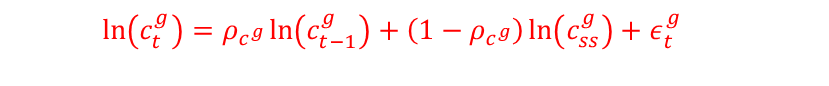 ln(c_t^g) = ρ_{c^g} ln(c_{t−1}^g) + (1 − ρ_{c^g}) ln(c_{ss}^g) + ϵ_t^g